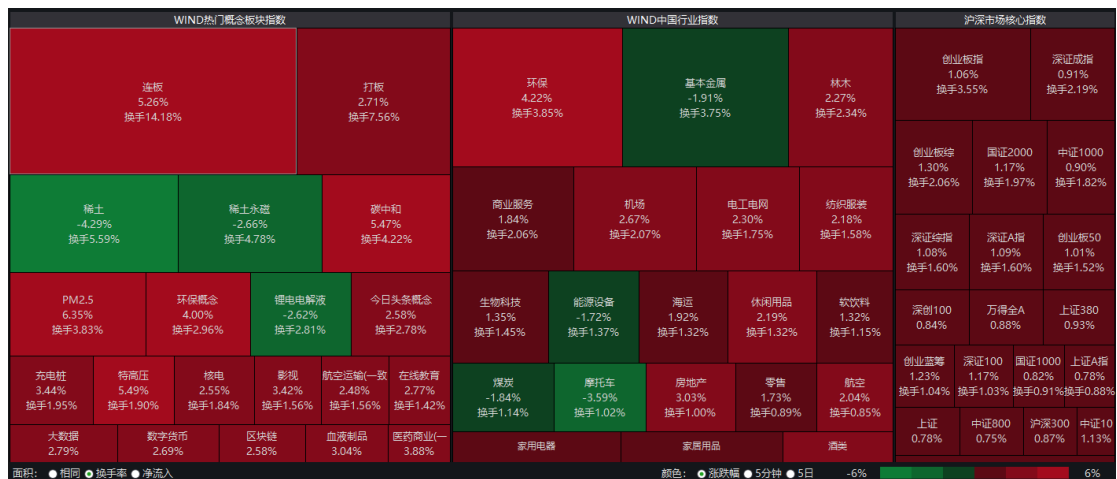 WIND热门概念板块指数
连板
5.26%
换手14.18%
打板
2.71%
换手7.56%
稀土
-4.29%
换手5.59%
稀土永磁
-2.66%
换手4.78%
碳中和
5.47%
换手4.22%
PM2.5
6.35%
换手3.83%
环保概念
4.00%
换手2.96%
锂电电解液
-2.62%
换手2.81%
今日头条概念
2.58%
换手2.78%
充电桩
3.44%
换手1.95%
特高压
5.49%
换手1.90%
核电
2.55%
换手1.84%
影视
3.42%
换手1.56%
航空运输(一致
2.48%
换手1.56%
在线教育
2.77%
换手1.42%
大数据
2.79%
数字货币
2.69%
区块链
2.58%
血液制品
3.04%
医药商业(一
3.88%
WIND中国行业指数
环保
4.22%
换手3.85%
基本金属
-1.91%
换手3.75%
林木
2.27%
换手2.34%
商业服务
1.84%
换手2.06%
机场
2.67%
换手2.07%
电工电网
2.30%
换手1.75%
纺织服装
2.18%
换手1.58%
生物科技
1.35%
换手1.45%
能源设备
-1.72%
换手1.37%
海运
1.92%
换手1.32%
休闲用品
2.19%
换手1.32%
软饮料
1.32%
换手1.15%
煤炭
-1.84%
换手1.14%
摩托车
-3.59%
换手1.02%
房地产
3.03%
换手1.00%
零售
1.73%
换手0.89%
航空
2.04%
换手0.85%
家用电器
家居用品
酒类
沪深市场核心指数
创业板指
1.06%
换手3.55%
深证成指
0.91%
换手2.19%
创业板综
1.30%
换手2.06%
国证2000
1.17%
换手1.97%
中证1000
0.90%
换手1.82%
深证综指
1.08%
换手1.60%
深证A指
1.09%
换手1.60%
创业板50
1.01%
换手1.52%
深创100
0.84%
万得全A
0.88%
上证380
0.93%
创业蓝筹
1.23%
换手1.04%
深证100
1.17%
换手1.03%
国证1000
0.82%
换手0.91%
上证A指
0.78%
换手0.88%
上证
0.78%
中证800
0.75%
沪深300
0.87%
中证10
1.13%
面积: 相同 换手率 净流入
颜色: 涨跌幅 5分钟 5日 -6% 6%